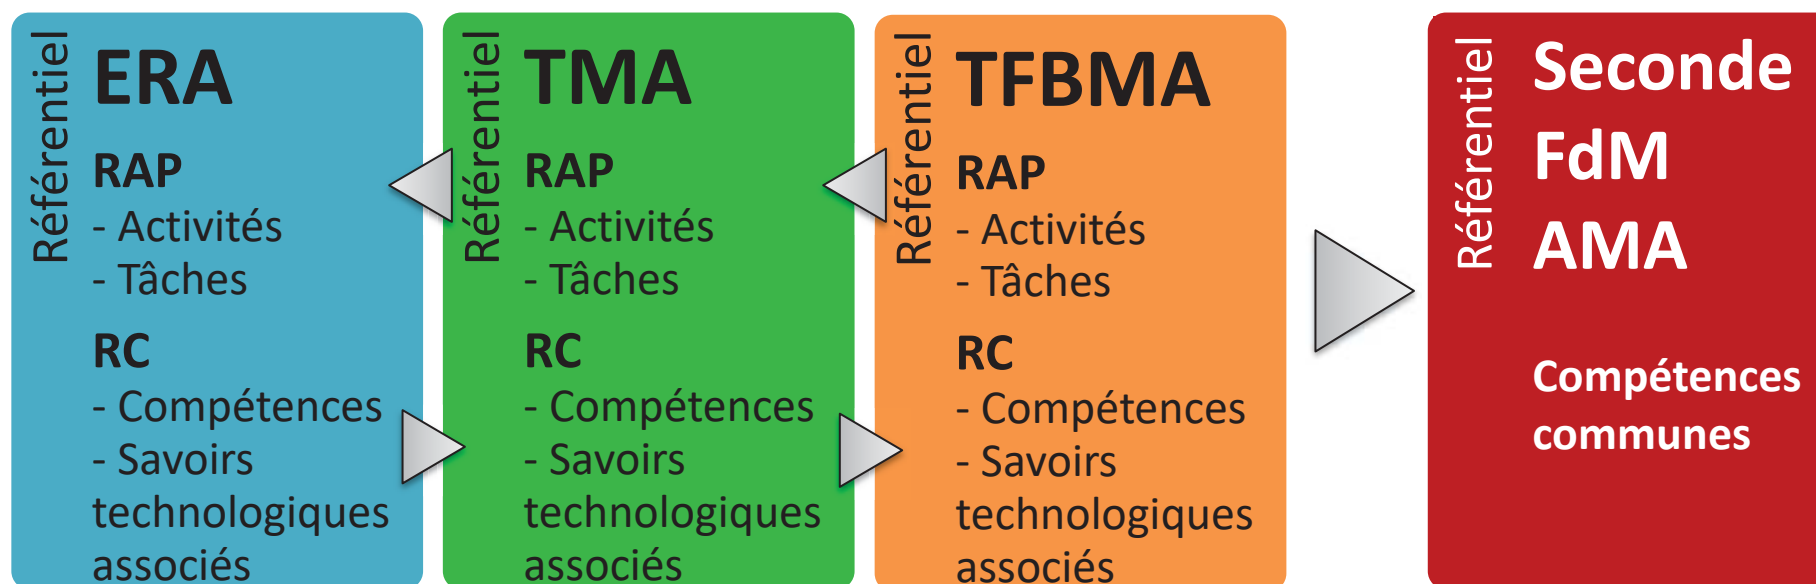 Référentiel
ERA
RAP
- Activités
- Tâches
RC
- Compétences
- Savoirs
technologiques
associés
Référentiel
TMA
RAP
- Activités
- Tâches
RC
- Compétences
- Savoirs
technologiques
associés
Référentiel
TFBMA
RAP
- Activités
- Tâches
RC
- Compétences
- Savoirs
technologiques
associés
Référentiel
Seconde
FdM
AMA
Compétences
communes